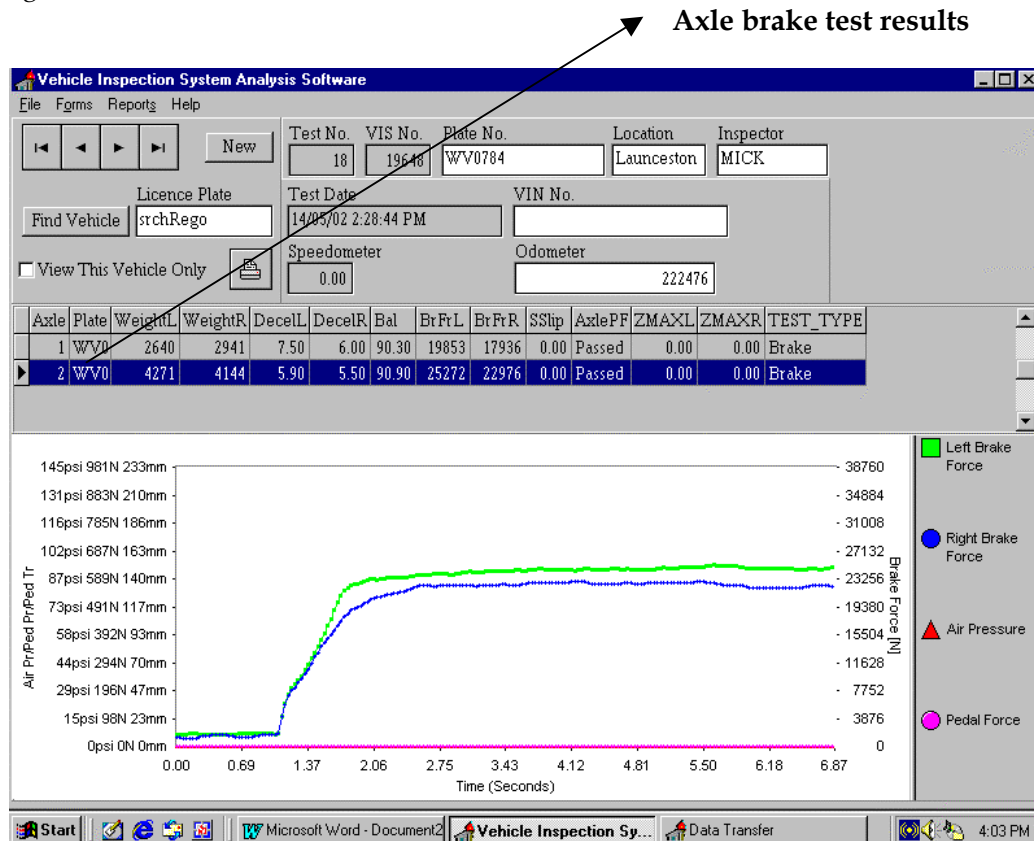 Axle brake test results
Vehicle Inspection System Analysis Software
File Forms Reports Help
New
Test No. VIS No. Plate No. Location Inspector
18 19648 WV0784 Launceston MICK
Licence Plate Test Date VIN No.
Find Vehicle srchRego 14/05/02 2:28:44 PM
Speedometer Odometer
View This Vehicle Only 0.00 222476
Axle Plate WeightL WeightR DecelL DecelR Bal BrFrL BrFrR SSlip AxlePF ZMAXL ZMAXR TEST_TYPE
1 WV0 2640 2941 7.50 6.00 90.30 19853 17936 0.00 Passed 0.00 0.00 Brake
2 WV0 4271 4144 5.90 5.50 90.90 25272 22976 0.00 Passed 0.00 0.00 Brake
Air Pr/Ped Pr/Ped Tr
145psi 981N 233mm
131psi 883N 210mm
116psi 785N 186mm
102psi 687N 163mm
87psi 589N 140mm
73psi 491N 117mm
58psi 392N 93mm
44psi 294N 70mm
29psi 196N 47mm
15psi 98N 23mm
0psi 0N 0mm
38760
34884
31008
27132
23256
19380
15504
11628
7752
3876
0
Brake Force [N]
0.00 0.69 1.37 2.06 2.75 3.43 4.12 4.81 5.50 6.18 6.87
Time (Seconds)
Left Brake
Force
Right Brake
Force
Air Pressure
Pedal Force
Start Microsoft Word - Document2 Vehicle Inspection Sy... Data Transfer 4:03 PM